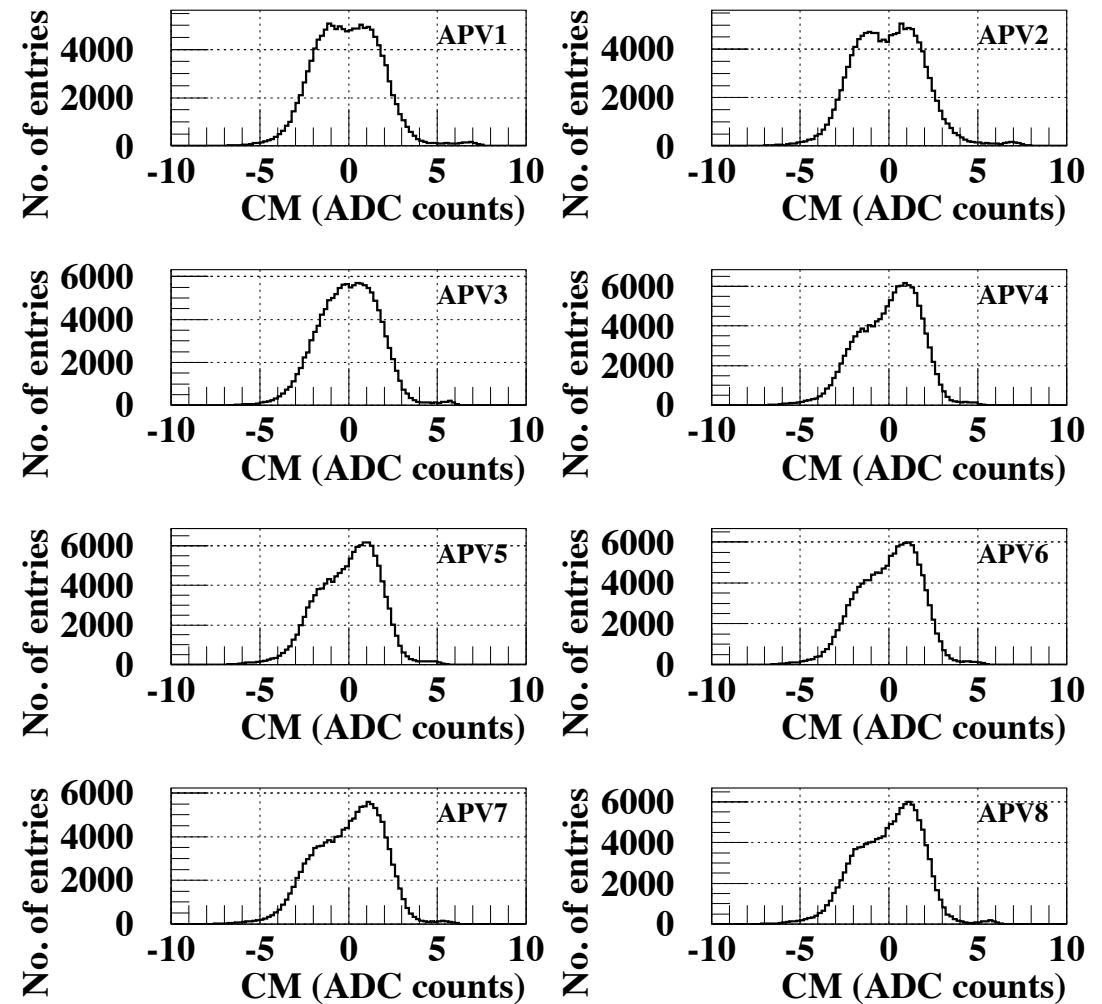 No. of entries
APV1
4000
2000
0
-10 -5 0 5 10
CM (ADC counts)
No. of entries
APV2
4000
2000
0
-10 -5 0 5 10
CM (ADC counts)
No. of entries
6000
APV3
4000
2000
0
-10 -5 0 5 10
CM (ADC counts)
No. of entries
6000
APV4
4000
2000
0
-10 -5 0 5 10
CM (ADC counts)
No. of entries
6000
APV5
4000
2000
0
-10 -5 0 5 10
CM (ADC counts)
No. of entries
6000
APV6
4000
2000
0
-10 -5 0 5 10
CM (ADC counts)
No. of entries
6000
APV7
4000
2000
0
-10 -5 0 5 10
CM (ADC counts)
No. of entries
6000
APV8
4000
2000
0
-10 -5 0 5 10
CM (ADC counts)